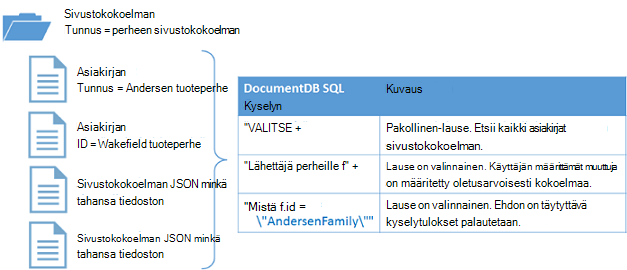 Sivustokokoelman
Tunnus = perheen sivustokokoelman
Asiakirjan
Tunnus = Andersen tuoteperhe
Asiakirjan
ID = Wakefield tuoteperhe
Sivustokokoelman JSON minkä
tahansa tiedoston
Sivustokokoelman JSON minkä
tahansa tiedoston
DocumentDB SQL
Kyselyn
Kuvaus
"VALITSE +
Pakollinen-lause. Etsii kaikki asiakirjat
sivustokokoelman.
"Lähettäjä perheille f" +
Lause on valinnainen. Käyttäjän määrittämät muuttuja
on määritetty oletusarvoisesti kokoelmaa.
"Mistä f.id =
\"AndersenFamily\""
Lause on valinnainen. Ehdon on täytyttävä
kyselytulokset palautetaan.